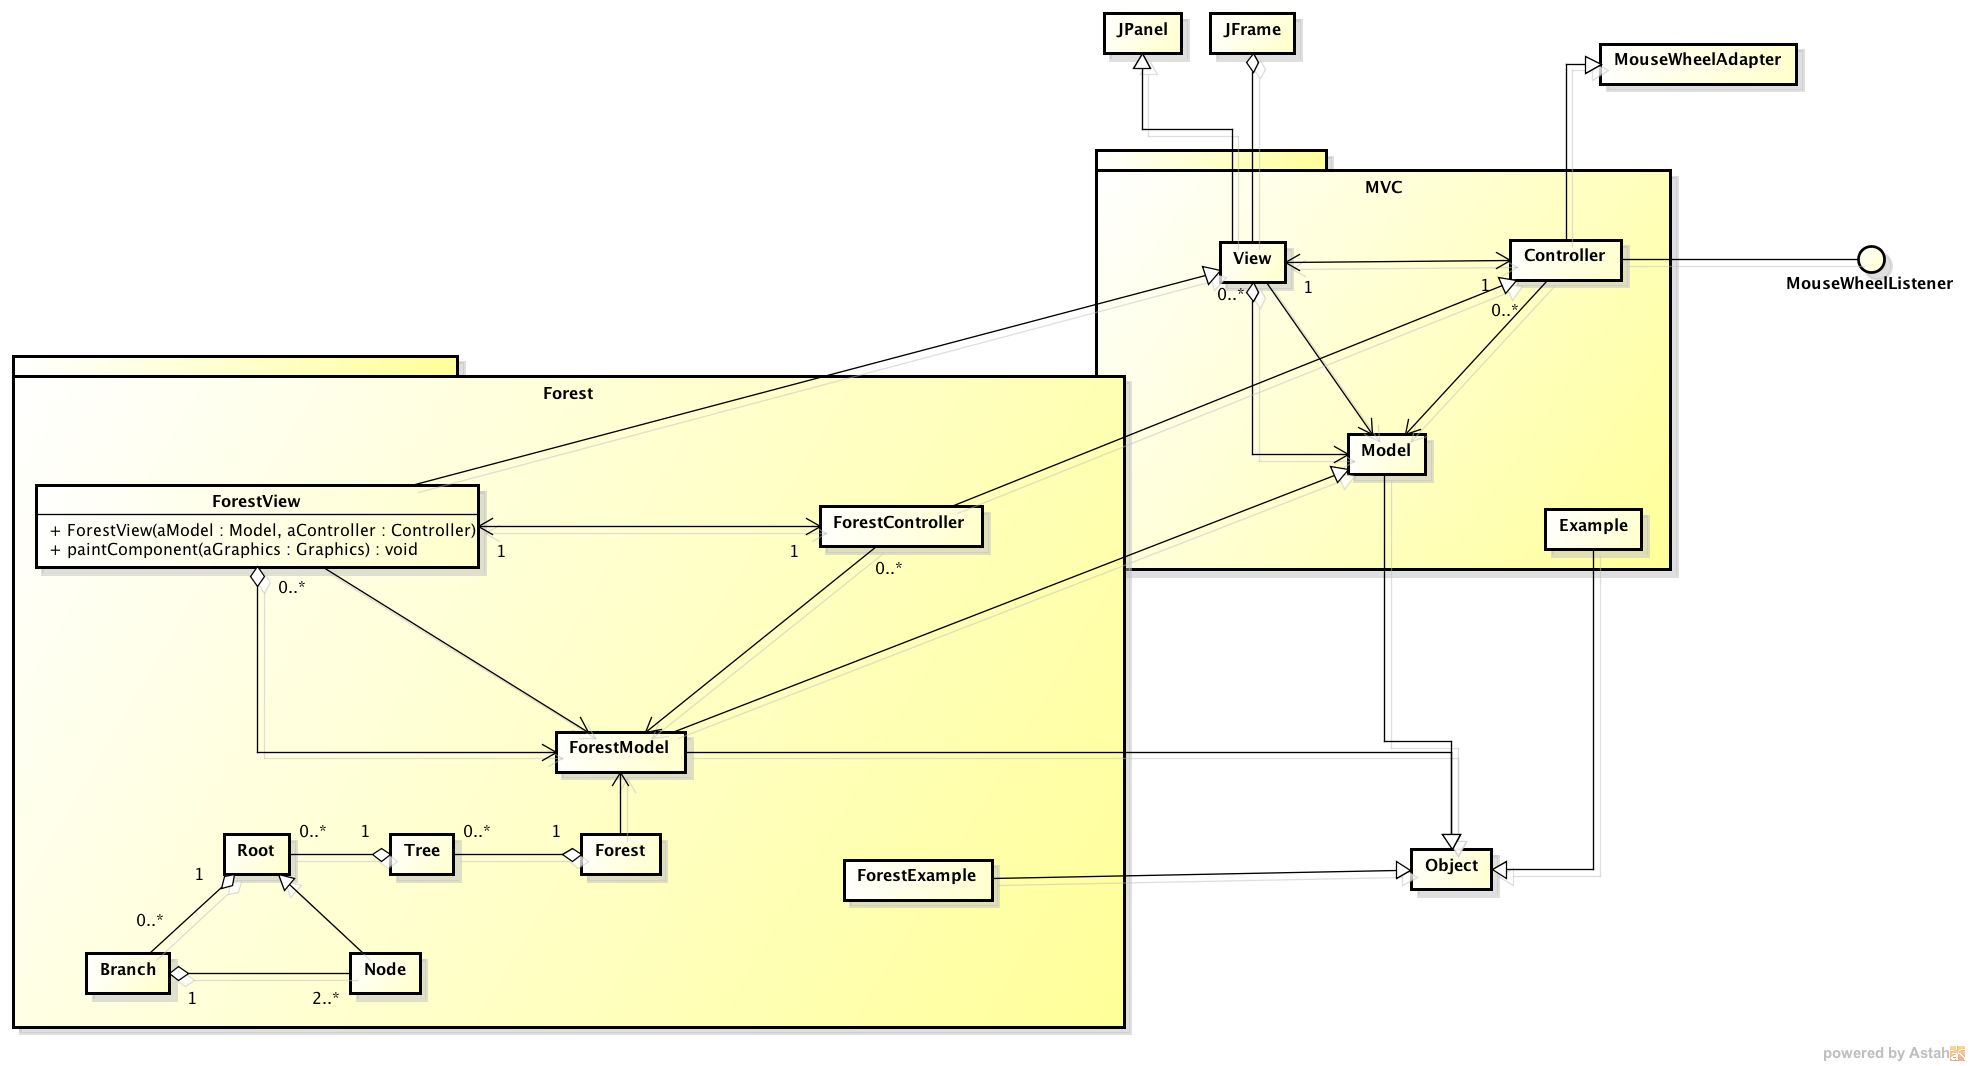 JPanel
JFrame
MouseWheelAdapter
MVC
View
Controller
MouseWheelListener
0..*
1
1
0..*
Forest
Model
ForestView
+ ForestView(aModel : Model, aController : Controller)
+ paintComponent(aGraphics : Graphics) : void
ForestController
Example
1
1
0..*
0..*
ForestModel
0..*
1
0..*
1
Root
Tree
Forest
1
ForestExample
Object
0..*
Branch
Node
1
2..*
powered by Astah